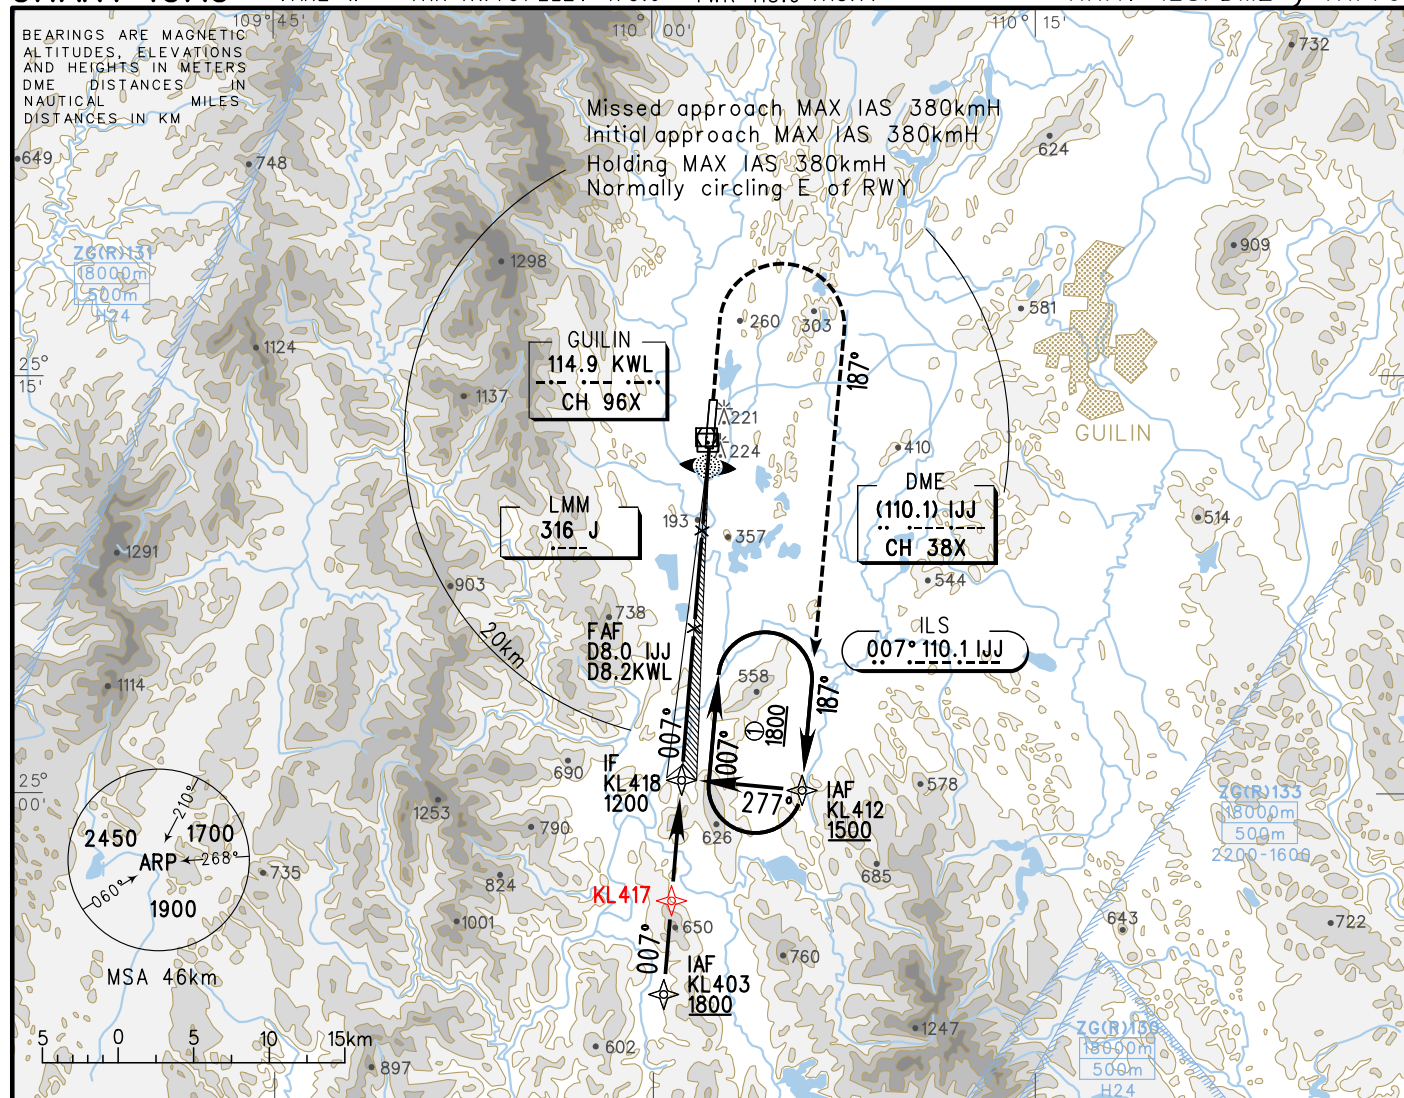 109°45'
110°00'
110°15'
BEARINGS ARE MAGNETIC
ALTITUDES, ELEVATIONS
AND HEIGHTS IN METERS
DME DISTANCES IN
NAUTICAL MILES
DISTANCES IN KM
Missed approach MAX IAS 380kmH
Initial approach MAX IAS 380kmH
Holding MAX IAS 380kmH
Normally circling E of RWY
732
624
649
748
909
ZG(R)131
18000m
500m
H24
1298
581
260
303
1124
25°
15'
GUILIN
114.9 KWL
CH 96X
187°
1137
221
224
GUILIN
410
DME
(110.1) IJJ
CH 38X
LMM
316 J
193
357
514
1291
903
544
738
20km
FAF
D8.0 IJJ
D8.2KWL
ILS
007° 110.1 IJJ
1114
558
187°
007°
007°
1
1800
690
IF
KL418
1200
277°
IAF
KL412
1500
578
25°
00'
1253
790
626
ZG(R)133
18000m
500m
2200-1600
210°
2450
1700
ARP
268°
060°
1900
MSA 46km
735
824
685
KL417
1001
650
643
722
007°
760
IAF
KL403
1800
1247
602
897
5 0 5 10 15km
ZG(R)130
18000m
500m
H24